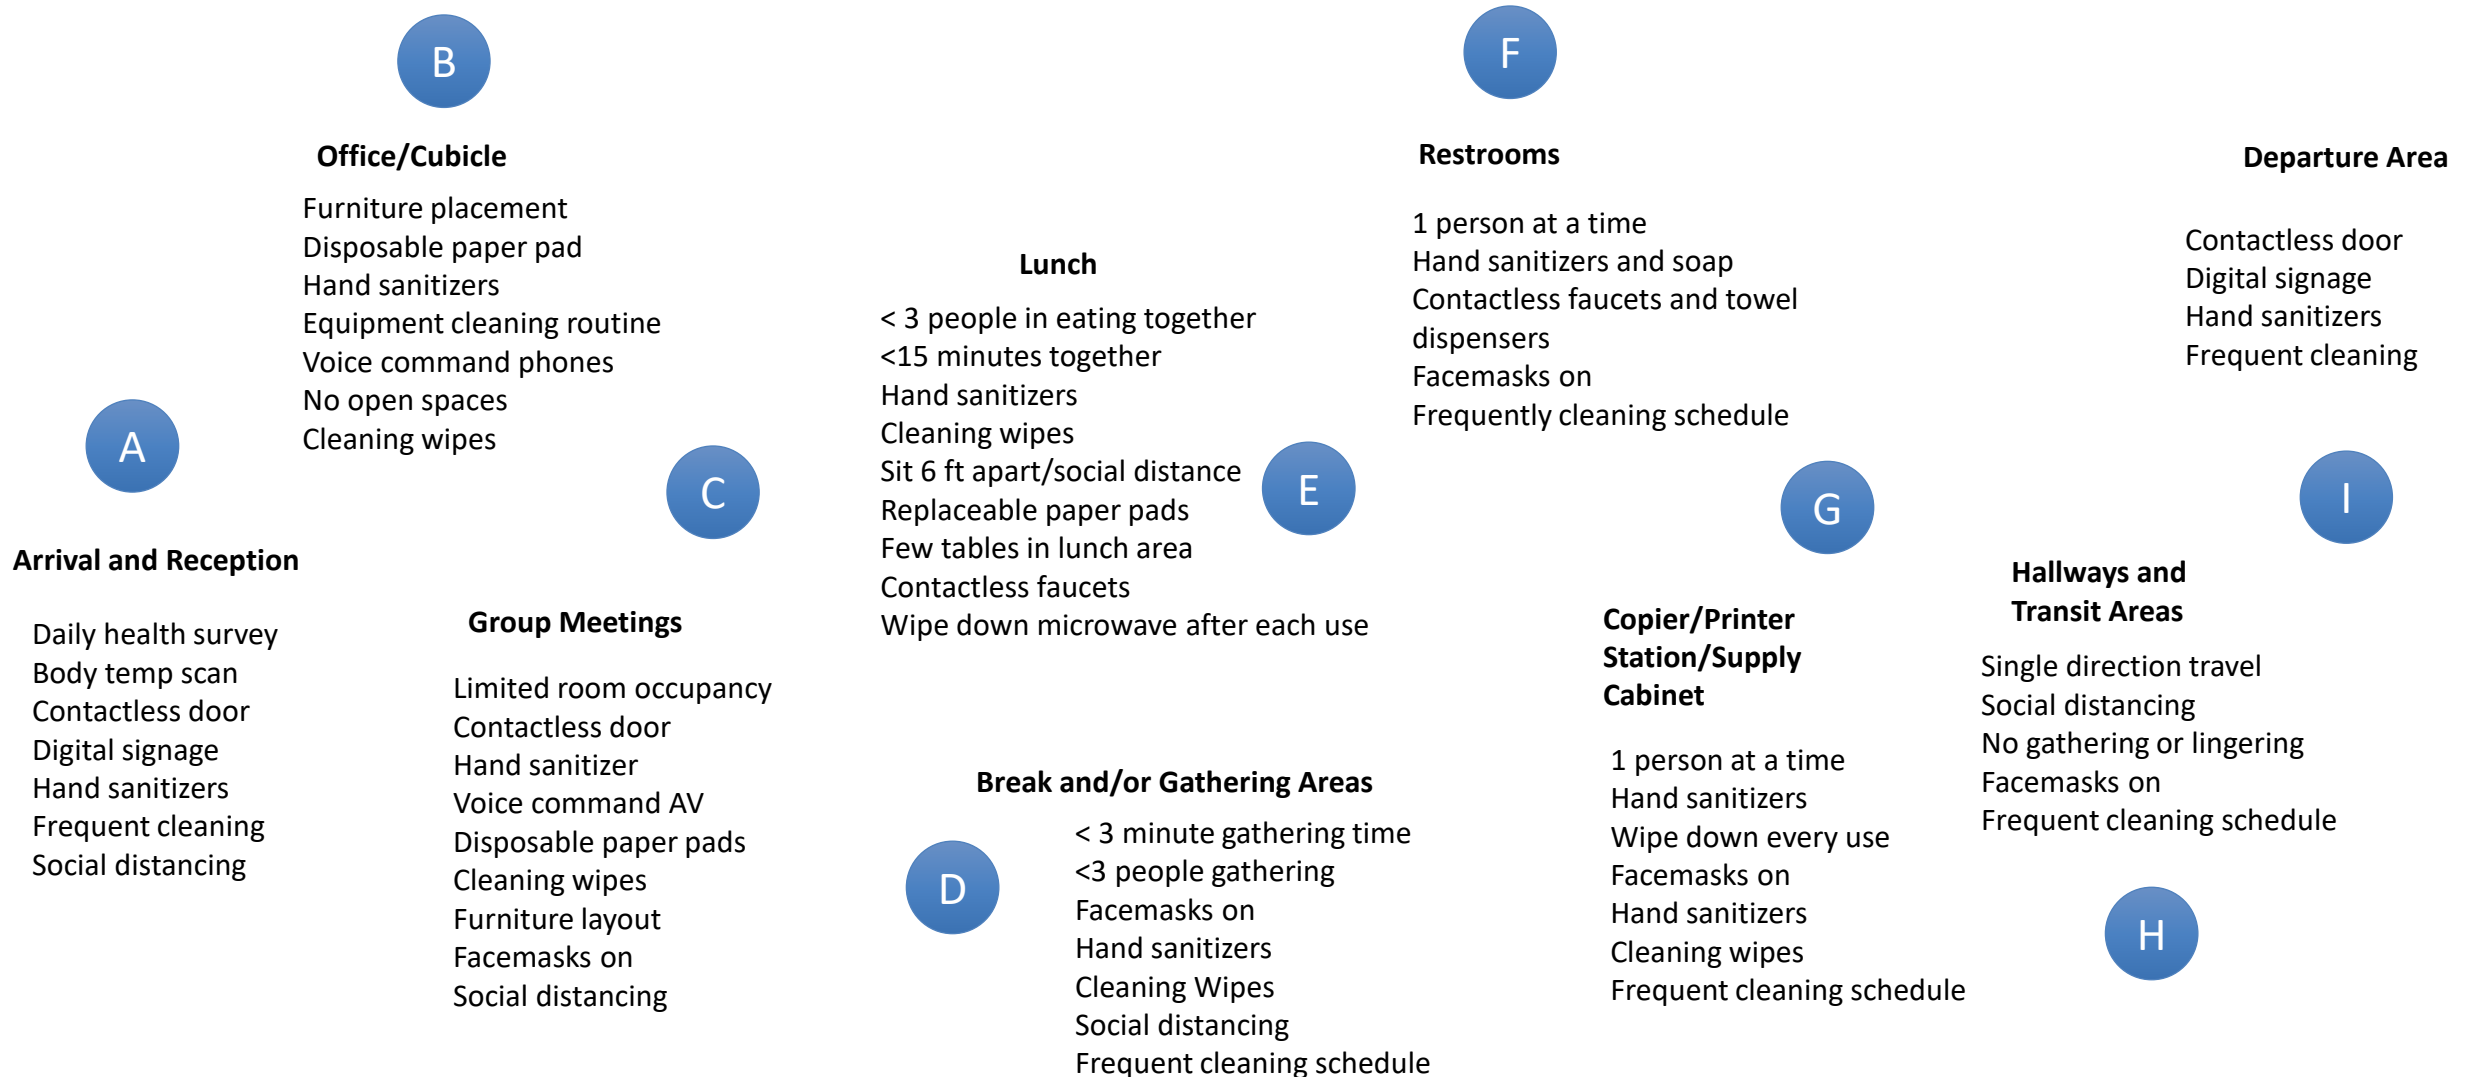 A
Arrival and Reception
Daily health survey
Body temp scan
Contactless door
Digital signage
Hand sanitizers
Frequent cleaning
Social distancing
B
Office/Cubicle
Furniture placement
Disposable paper pad
Hand sanitizers
Equipment cleaning routine
Voice command phones
No open spaces
Cleaning wipes
C
Group Meetings
Limited room occupancy
Contactless door
Hand sanitizer
Voice command AV
Disposable paper pads
Cleaning wipes
Furniture layout
Facemasks on
Social distancing
D
Break and/or Gathering Areas
< 3 minute gathering time
<3 people gathering
Facemasks on
Hand sanitizers
Cleaning Wipes
Social distancing
Frequent cleaning schedule
E
Lunch
< 3 people in eating together
<15 minutes together
Hand sanitizers
Cleaning wipes
Sit 6 ft apart/social distance
Replaceable paper pads
Few tables in lunch area
Contactless faucets
Wipe down microwave after each use
F
Restrooms
1 person at a time
Hand sanitizers and soap
Contactless faucets and towel
dispensers
Facemasks on
Frequently cleaning schedule
G
Copier/Printer
Station/Supply
Cabinet
1 person at a time
Hand sanitizers
Wipe down every use
Facemasks on
Hand sanitizers
Cleaning wipes
Frequent cleaning schedule
H
Hallways and
Transit Areas
Single direction travel
Social distancing
No gathering or lingering
Facemasks on
Frequent cleaning schedule
I
Departure Area
Contactless door
Digital signage
Hand sanitizers
Frequent cleaning